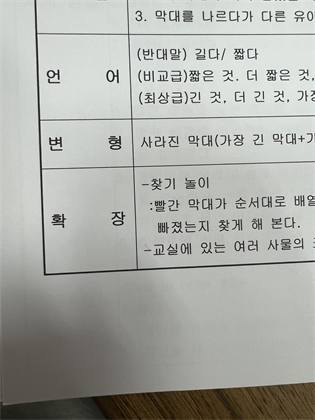 3. 막대를 나르다가 다른 유아
언 어
(반대말) 길다/ 짧다
(비교급)짧은 것, 더 짧은 것,
(최상급)긴 것, 더 긴 것, 가장
변 형
사라진 막대(가장 긴 막대+가
확 장
-찾기 놀이
:빨간 막대가 순서대로 배열
빠졌는지 찾게 해 본다.
-교실에 있는 여러 사물의